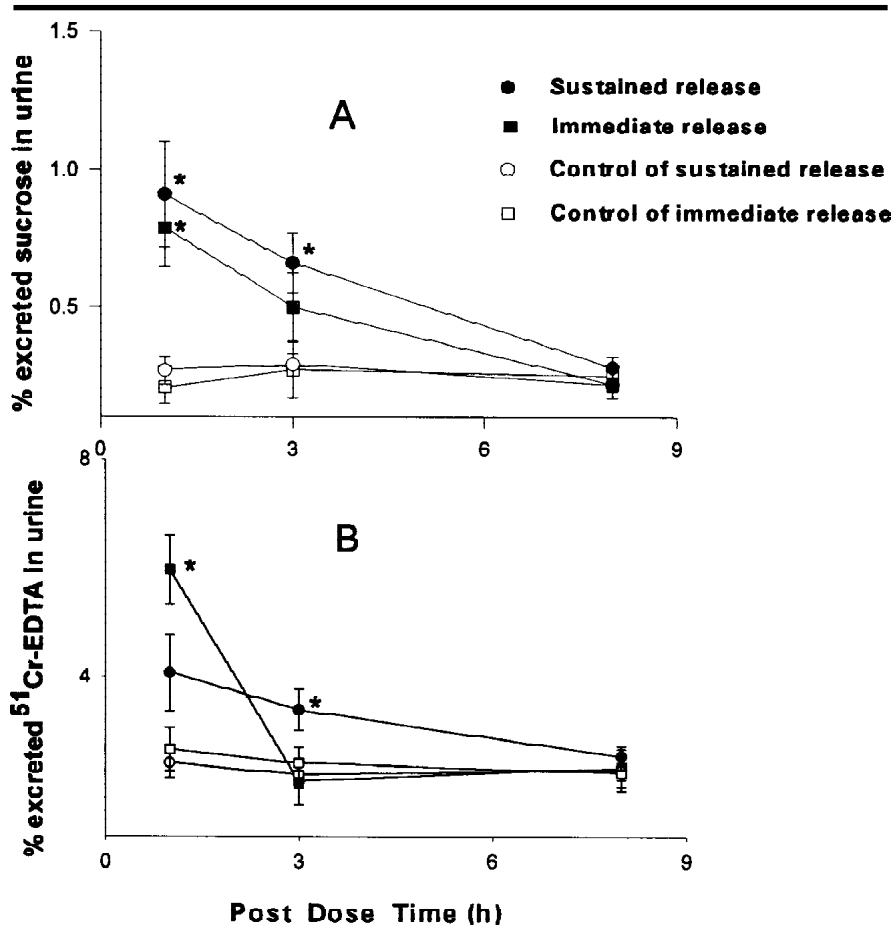 1.5
A
Sustained release
Immediate release
Control of sustained release
Control of immediate release
1.0
0.5
% excreted sucrose in urine
*
*
*
0
3
6
9
8
B
4
% excreted ⁵¹Cr-EDTA in urine
*
*
0
3
6
9
Post Dose Time (h)